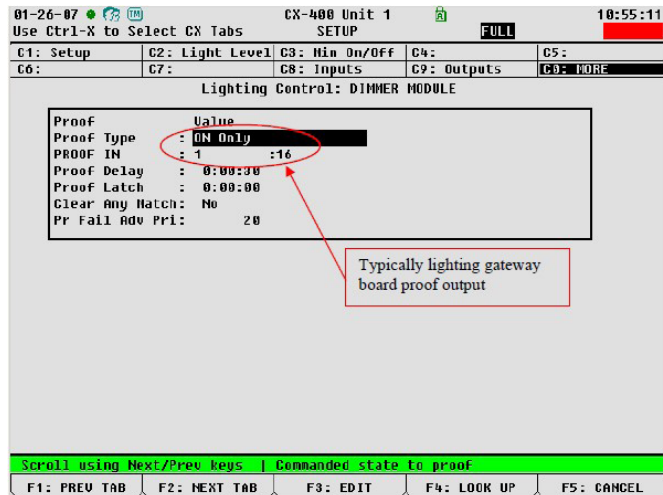 01-26-07 CX-400 Unit 1 10:55:11
Use Ctrl-X to Select CX Tabs SETUP FULL
C1: Setup C2: Light Level C3: Min On/Off C4: C5:
C6: C7: C8: Inputs C9: Outputs C0: MORE
Lighting Control: DIMMER MODULE
Proof Value
Proof Type : ON Only
PROOF IN : 1 :16
Proof Delay : 0:00:30
Proof Latch : 0:00:00
Clear Any Match: No
Pr Fail Adv Pri: 20
Typically lighting gateway
board proof output
Scroll using Next/Prev keys | Commanded state to proof
F1: PREV TAB F2: NEXT TAB F3: EDIT F4: LOOK UP F5: CANCEL